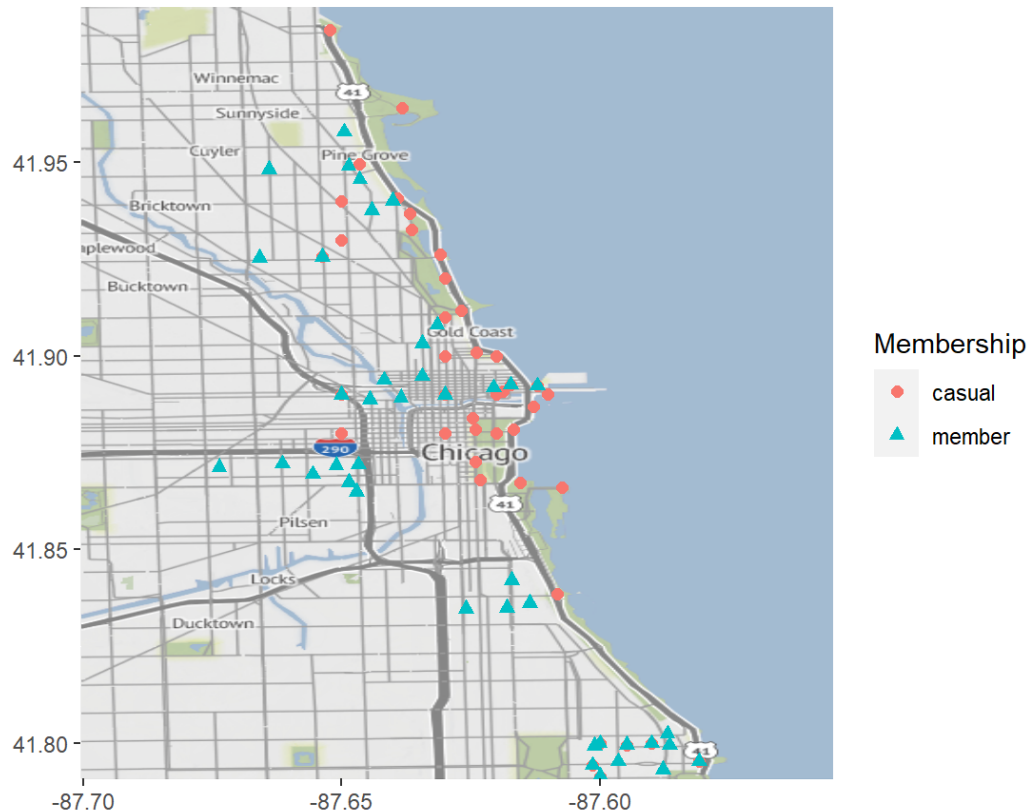 Winnemac
41
Sunnyside
41.95
Cuyler
Pine Grove
Bricktown
aplewood
Bucktown
41.90
Gold Coast
Membership
casual
member
290
Chicago
41
Pilsen
41.85
Locks
Ducktown
41.80
41
-87.70
-87.65
-87.60